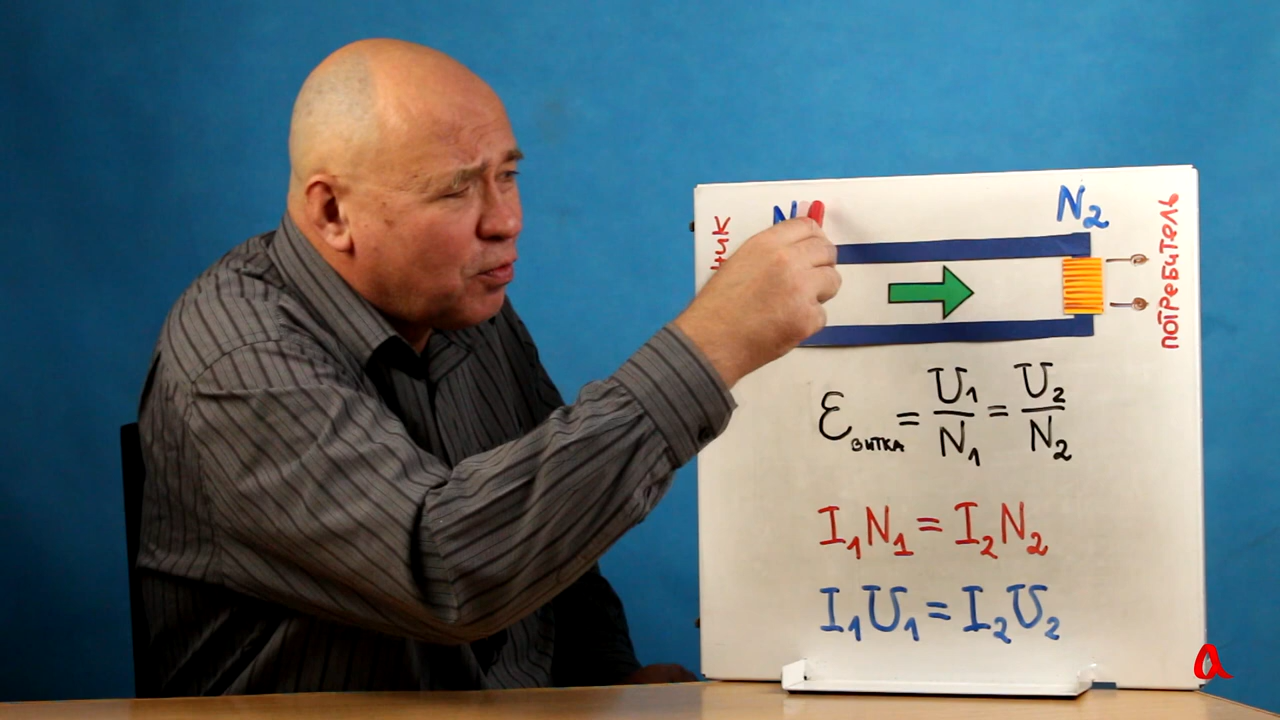 N N₂
ПОТРЕБИТЕЛЬ
Ɛ витка = U₁/N₁ = U₂/N₂
I₁N₁ = I₂N₂
I₁U₁ = I₂U₂
a